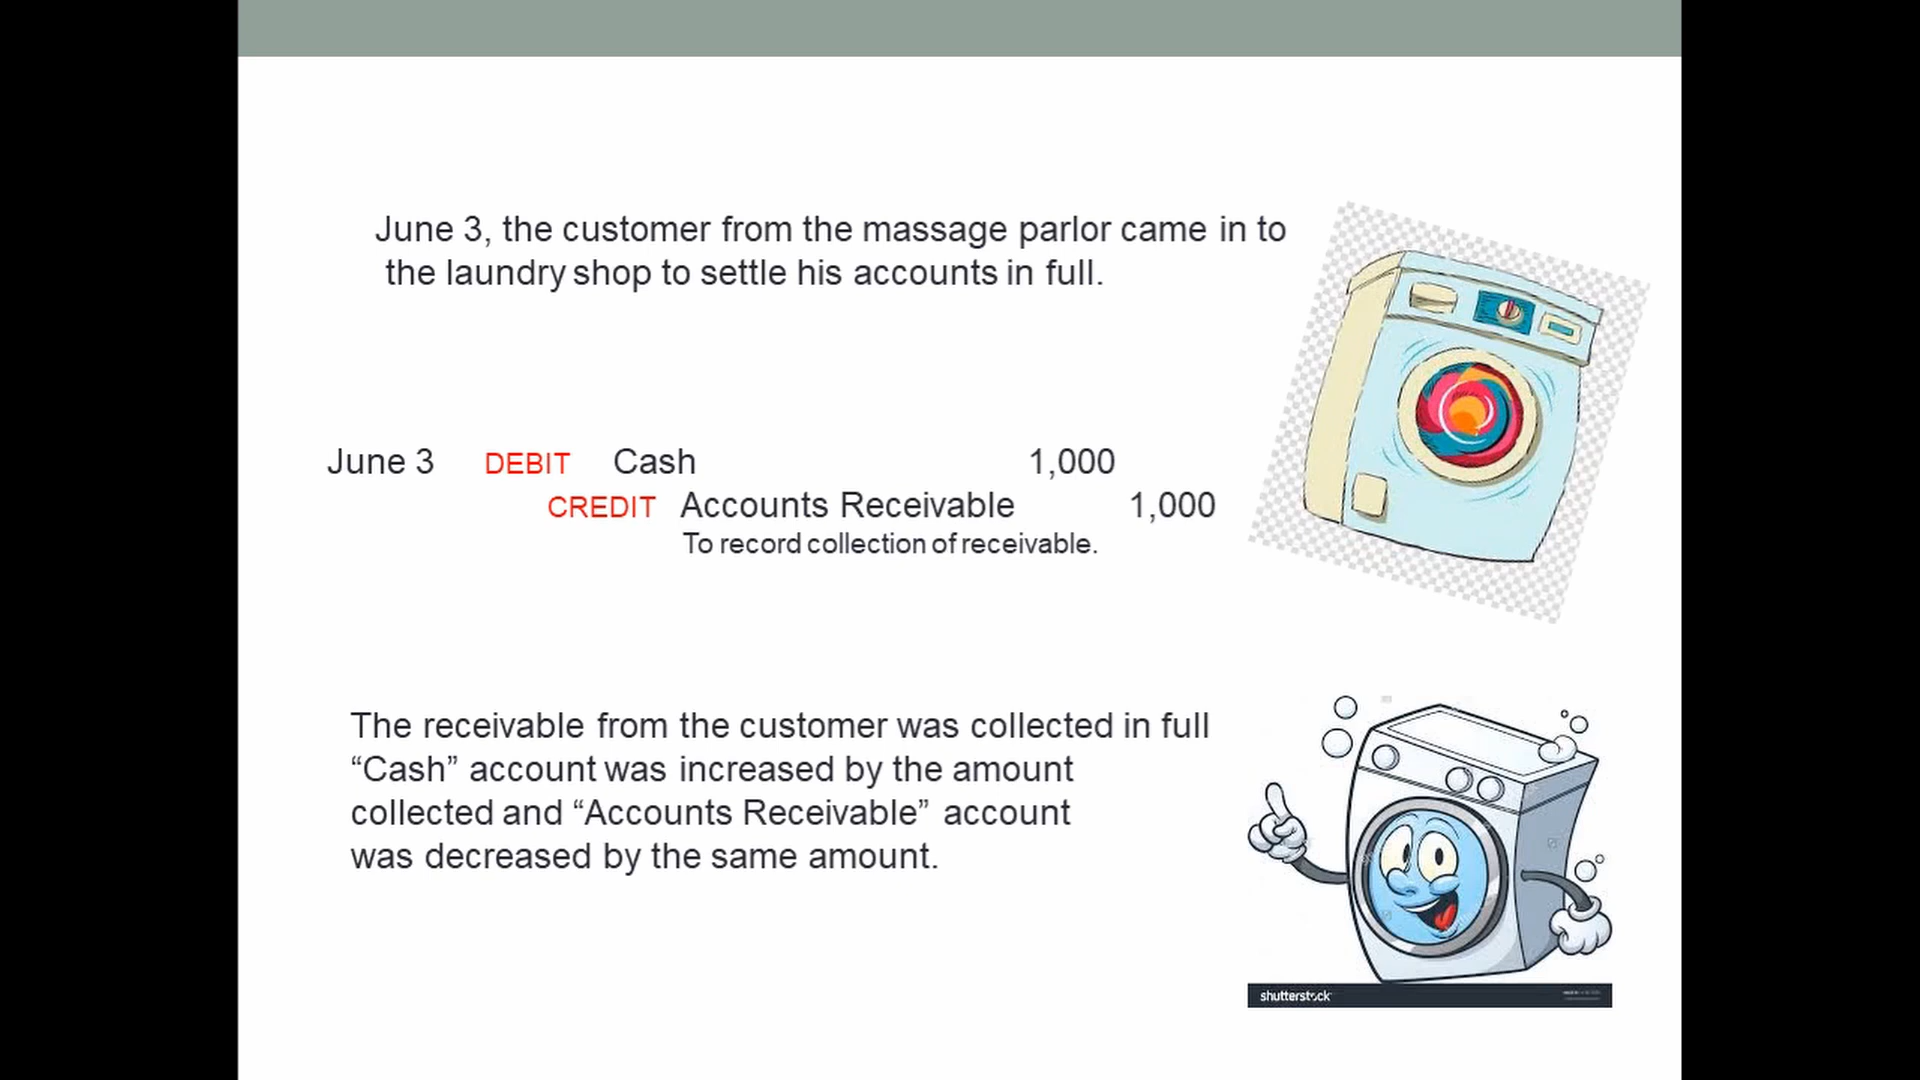 June 3, the customer from the massage parlor came in to
the laundry shop to settle his accounts in full.
June 3 DEBIT Cash 1,000
CREDIT Accounts Receivable 1,000
To record collection of receivable.
The receivable from the customer was collected in full
“Cash” account was increased by the amount
collected and “Accounts Receivable” account
was decreased by the same amount.
shutterstock